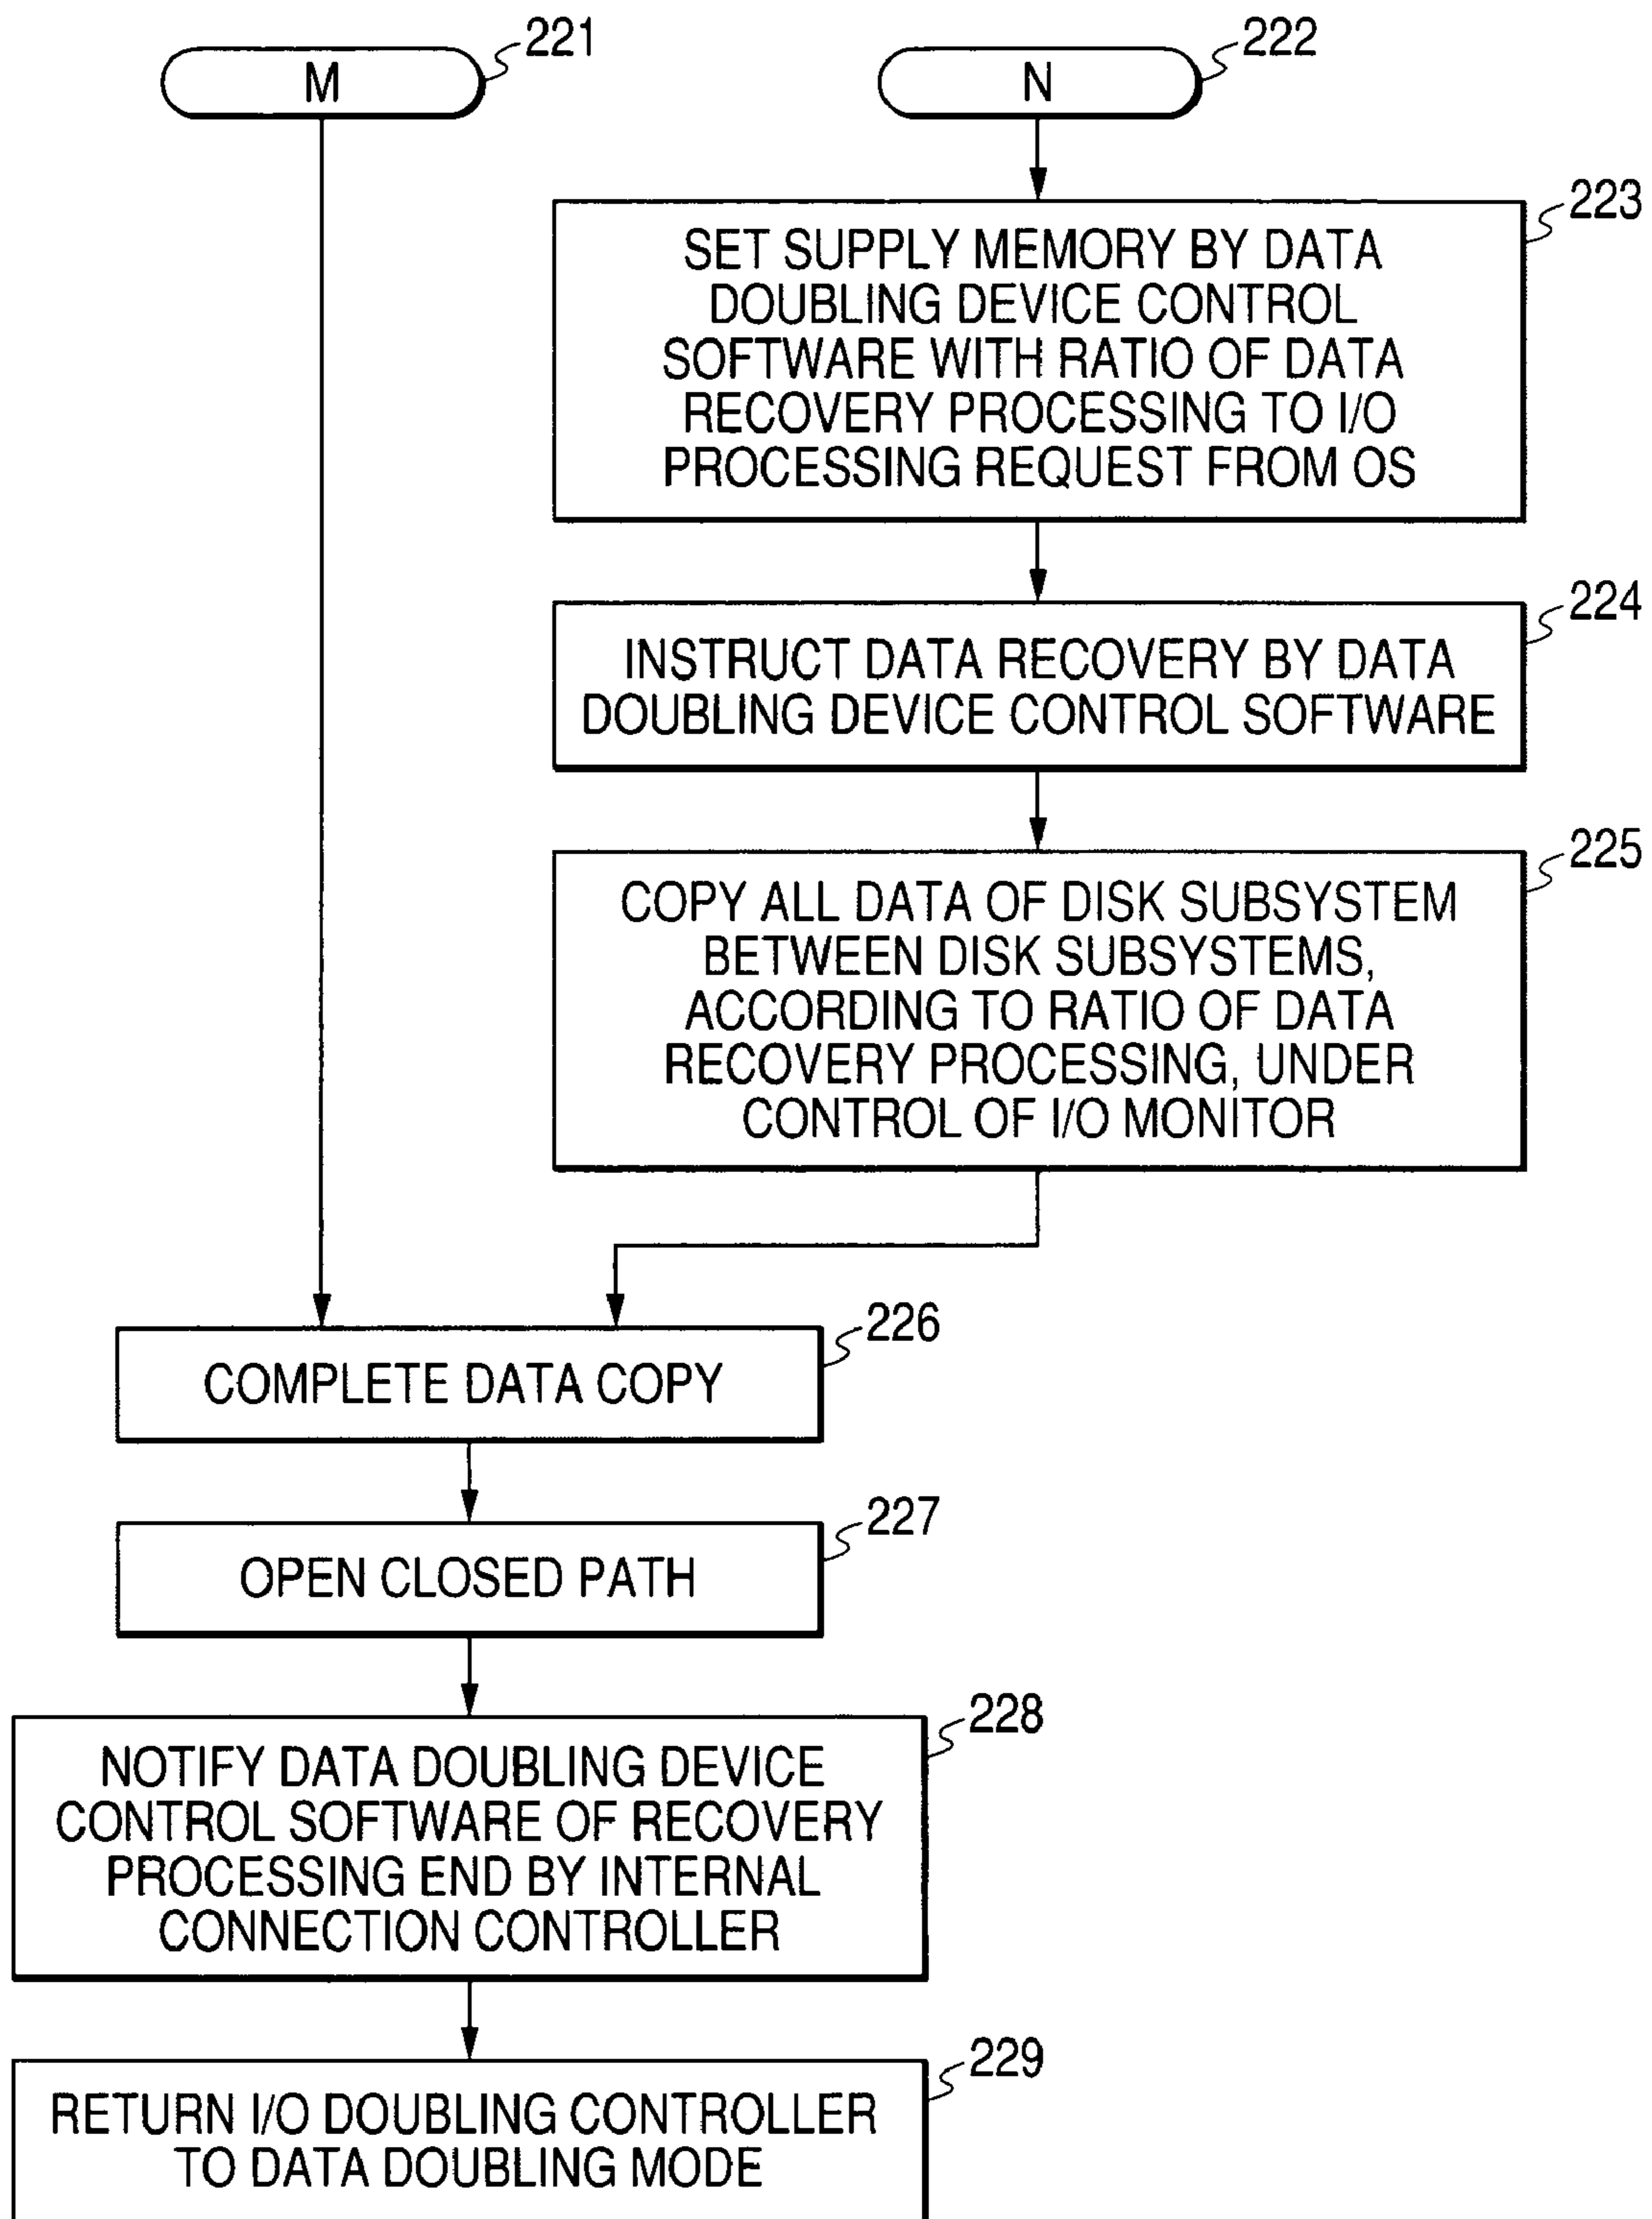 M
221
N
222
223
SET SUPPLY MEMORY BY DATA
DOUBLING DEVICE CONTROL
SOFTWARE WITH RATIO OF DATA
RECOVERY PROCESSING TO I/O
PROCESSING REQUEST FROM OS
224
INSTRUCT DATA RECOVERY BY DATA
DOUBLING DEVICE CONTROL SOFTWARE
225
COPY ALL DATA OF DISK SUBSYSTEM
BETWEEN DISK SUBSYSTEMS,
ACCORDING TO RATIO OF DATA
RECOVERY PROCESSING, UNDER
CONTROL OF I/O MONITOR
226
COMPLETE DATA COPY
227
OPEN CLOSED PATH
228
NOTIFY DATA DOUBLING DEVICE
CONTROL SOFTWARE OF RECOVERY
PROCESSING END BY INTERNAL
CONNECTION CONTROLLER
229
RETURN I/O DOUBLING CONTROLLER
TO DATA DOUBLING MODE